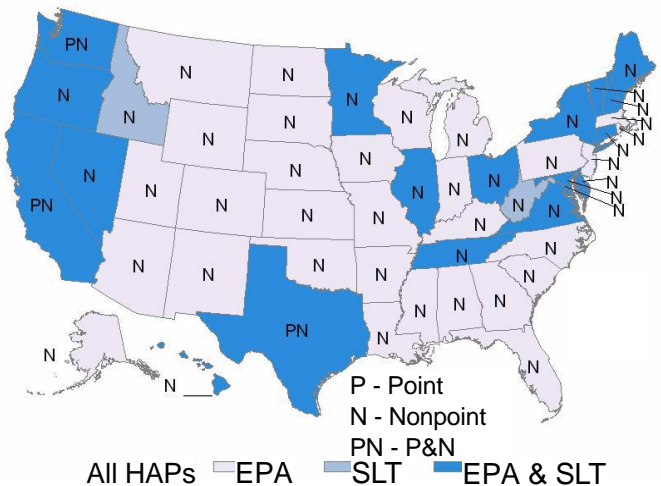 PN
N N N
N N N N
N N N N N N
N N
N N N N
N N N N
N N N N N N
PN N N N N N N N
N
N N
N N N N N
N N N
PN N
N N
N
P - Point
N - Nonpoint
PN - P&N
All HAPs EPA SLT EPA & SLT